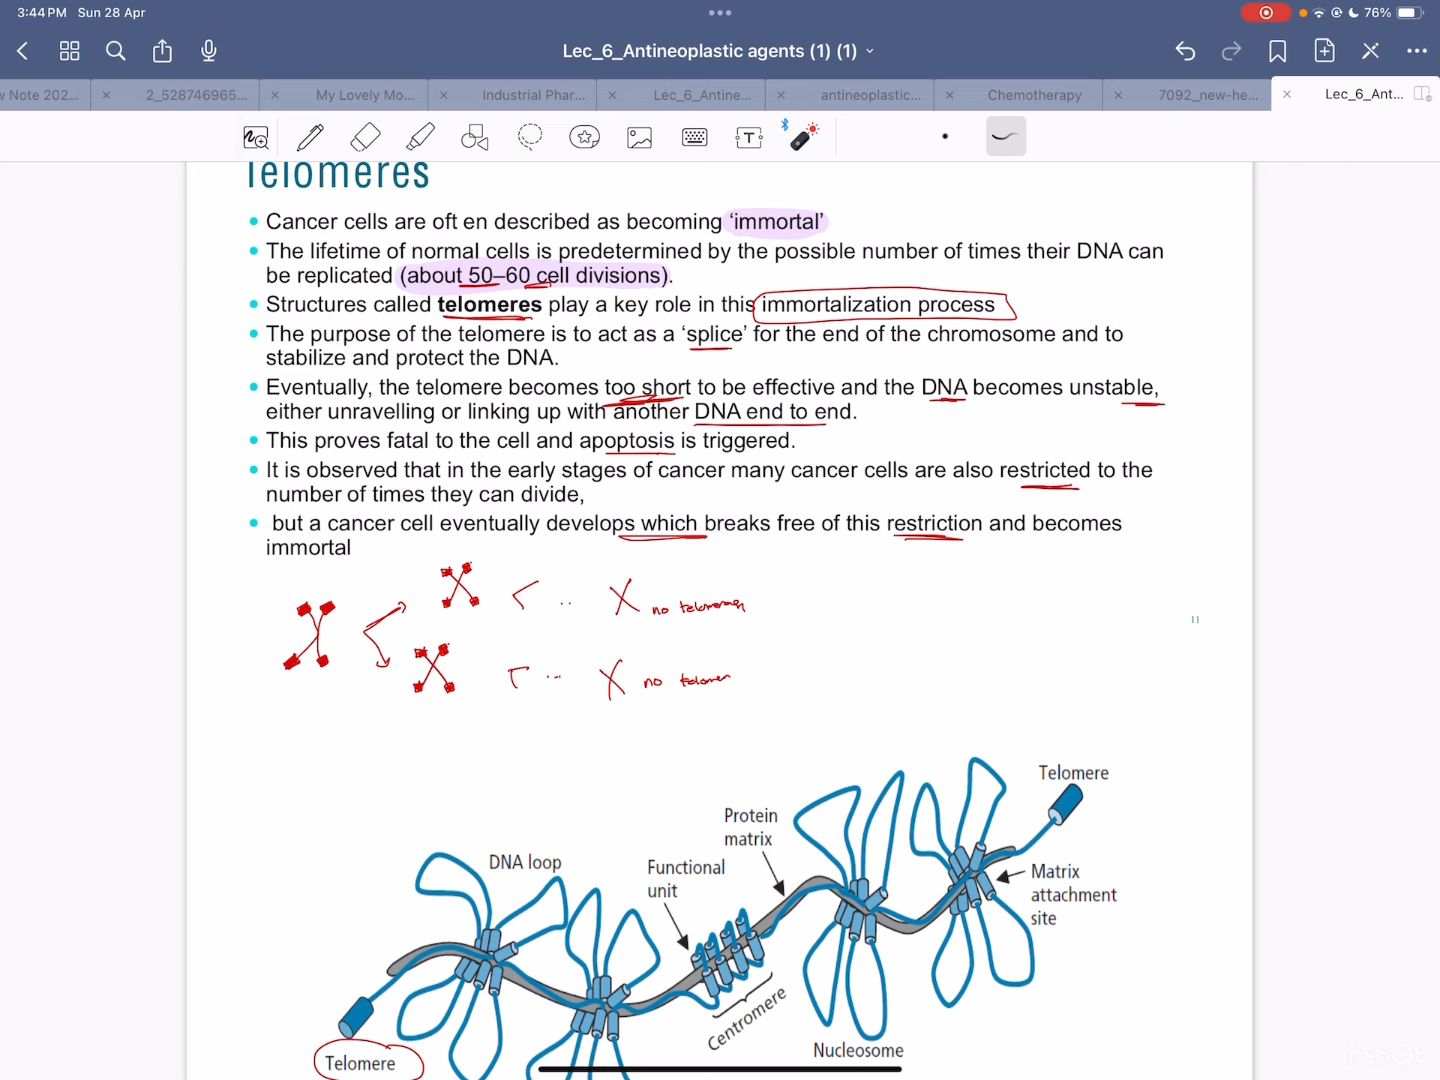 3:44 PM Sun 28 Apr
76%
Lec_6_Antineoplastic agents (1) (1)
w Note 202...
2_528746965...
My Lovely Mo...
Industrial Phar...
Lec_6_Antine...
antineoplastic...
Chemotherapy
7092_new-he...
Lec_6_Ant...
Telomeres
• Cancer cells are oft en described as becoming ‘immortal’
• The lifetime of normal cells is predetermined by the possible number of times their DNA can
be replicated (about 50–60 cell divisions).
• Structures called telomeres play a key role in this immortalization process
• The purpose of the telomere is to act as a ‘splice’ for the end of the chromosome and to
stabilize and protect the DNA.
• Eventually, the telomere becomes too short to be effective and the DNA becomes unstable,
either unravelling or linking up with another DNA end to end.
• This proves fatal to the cell and apoptosis is triggered.
• It is observed that in the early stages of cancer many cancer cells are also restricted to the
number of times they can divide,
• but a cancer cell eventually develops which breaks free of this restriction and becomes
immortal
no
no telomer
11
Telomere
Protein
matrix
DNA loop
Functional
unit
Matrix
attachment
site
Centromere
Nucleosome
Telomere
InShOt